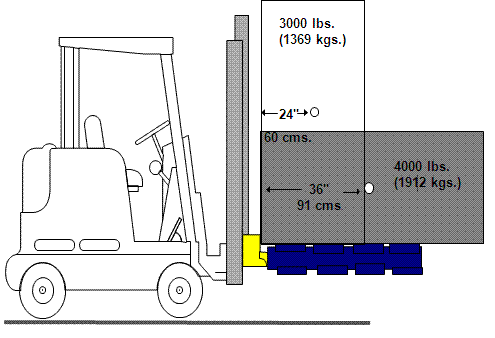 3000 lbs.
(1369 kgs.)
24"
60 cms.
4000 lbs.
(1912 kgs.)
36"
91 cms